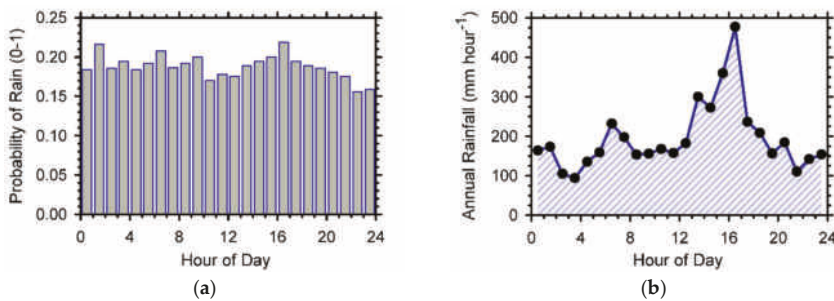 0.25
0.20
0.15
0.10
0.05
0.00
Probability of Rain (0-1)
0 4 8 12 16 20 24
Hour of Day
(a)
500
400
300
200
100
0
Annual Rainfall (mm hour⁻¹)
0 4 8 12 16 20 24
Hour of Day
(b)